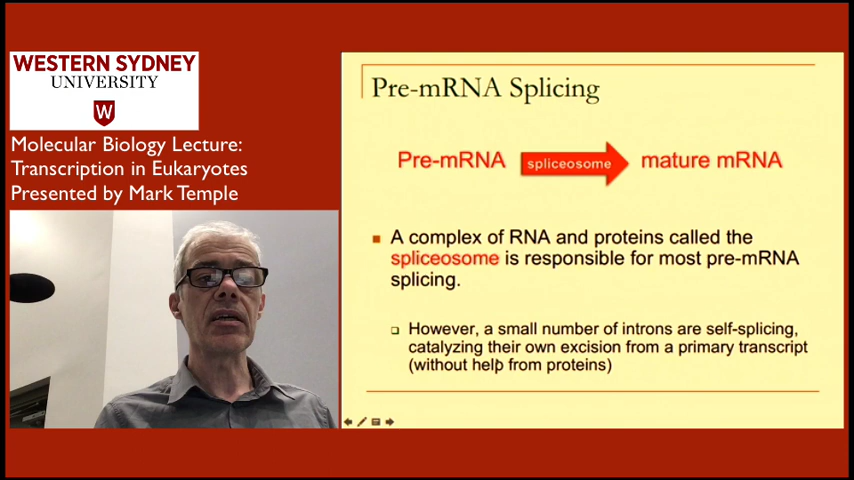 WESTERN SYDNEY
UNIVERSITY
W
Molecular Biology Lecture:
Transcription in Eukaryotes
Presented by Mark Temple
Pre-mRNA Splicing
Pre-mRNA spliceosome mature mRNA
A complex of RNA and proteins called the
spliceosome is responsible for most pre-mRNA
splicing.
However, a small number of introns are self-splicing,
catalyzing their own excision from a primary transcript
(without help from proteins)